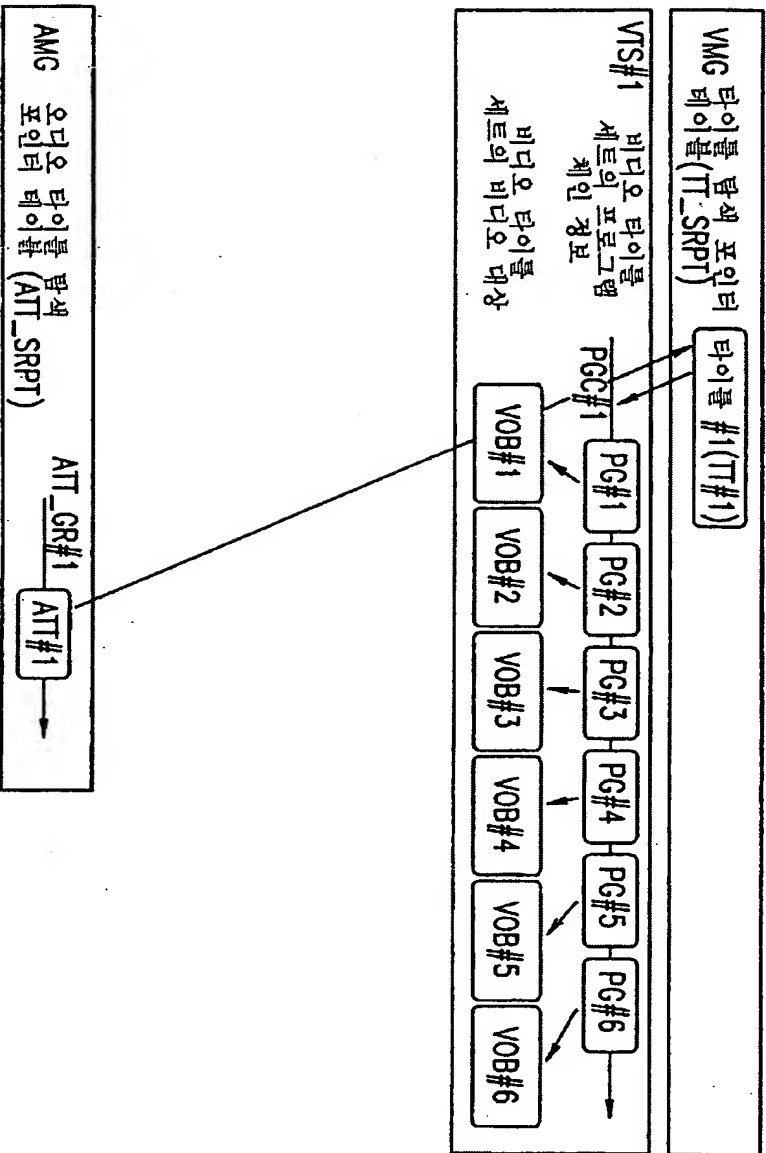 VMG 타이틀 탐색 포인터
테이블(TT_SRPT)
타이틀 #1(TT#1)
VTS#1
비디오 타이틀
세트의 프로그램
체인 정보
PGC#1
PG#1
PG#2
PG#3
PG#4
PG#5
PG#6
비디오 타이틀
세트의 비디오 대상
VOB#1
VOB#2
VOB#3
VOB#4
VOB#5
VOB#6
AMG
오디오 타이틀 탐색
포인터 테이블
(ATT_SRPT)
ATT_GR#1
ATT#1